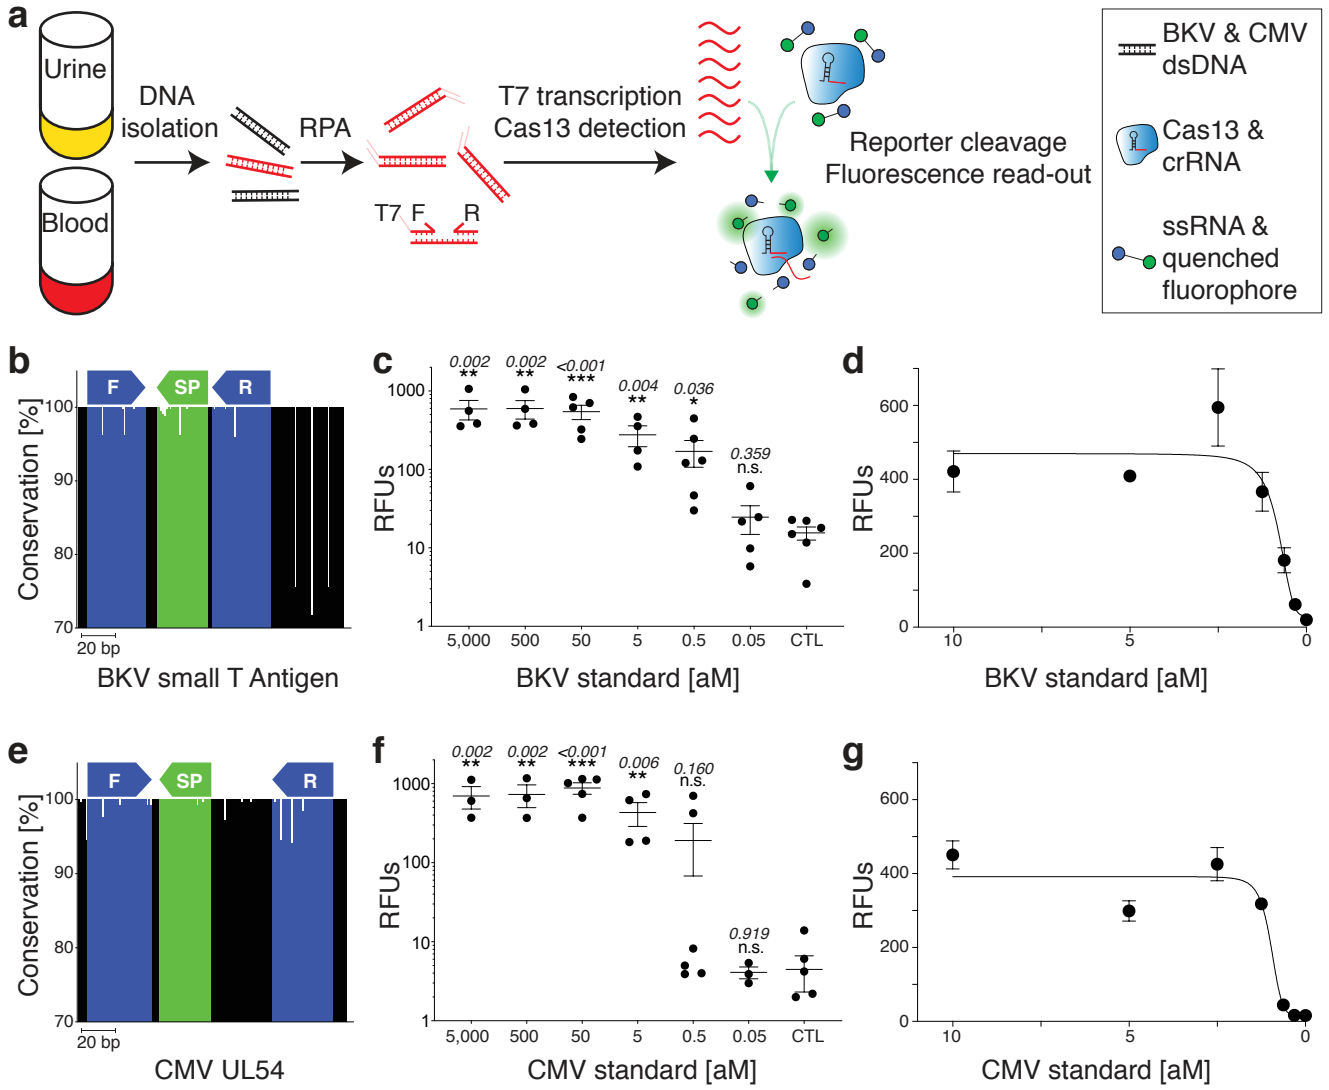 a
Urine
Blood
DNA
isolation
RPA
T7 F R
T7 transcription
Cas13 detection
Reporter cleavage
Fluorescence read-out
BKV & CMV
dsDNA
Cas13 &
crRNA
ssRNA &
quenched
fluorophore
b
F SP R
Conservation [%]
100
90
80
70
20 bp
BKV small T Antigen
c
0.002 0.002 <0.001 0.004 0.036 0.359
** ** *** ** * n.s.
RFUs
1000
100
10
1
5,000 500 50 5 0.5 0.05 CTL
BKV standard [aM]
d
RFUs
600
400
200
0
10 5 0
BKV standard [aM]
e
F SP R
Conservation [%]
100
90
80
70
20 bp
CMV UL54
f
0.002 0.002 <0.001 0.006 0.160 0.919
** ** *** ** n.s. n.s.
RFUs
1000
100
10
1
5,000 500 50 5 0.5 0.05 CTL
CMV standard [aM]
g
RFUs
600
400
200
0
10 5 0
CMV standard [aM]